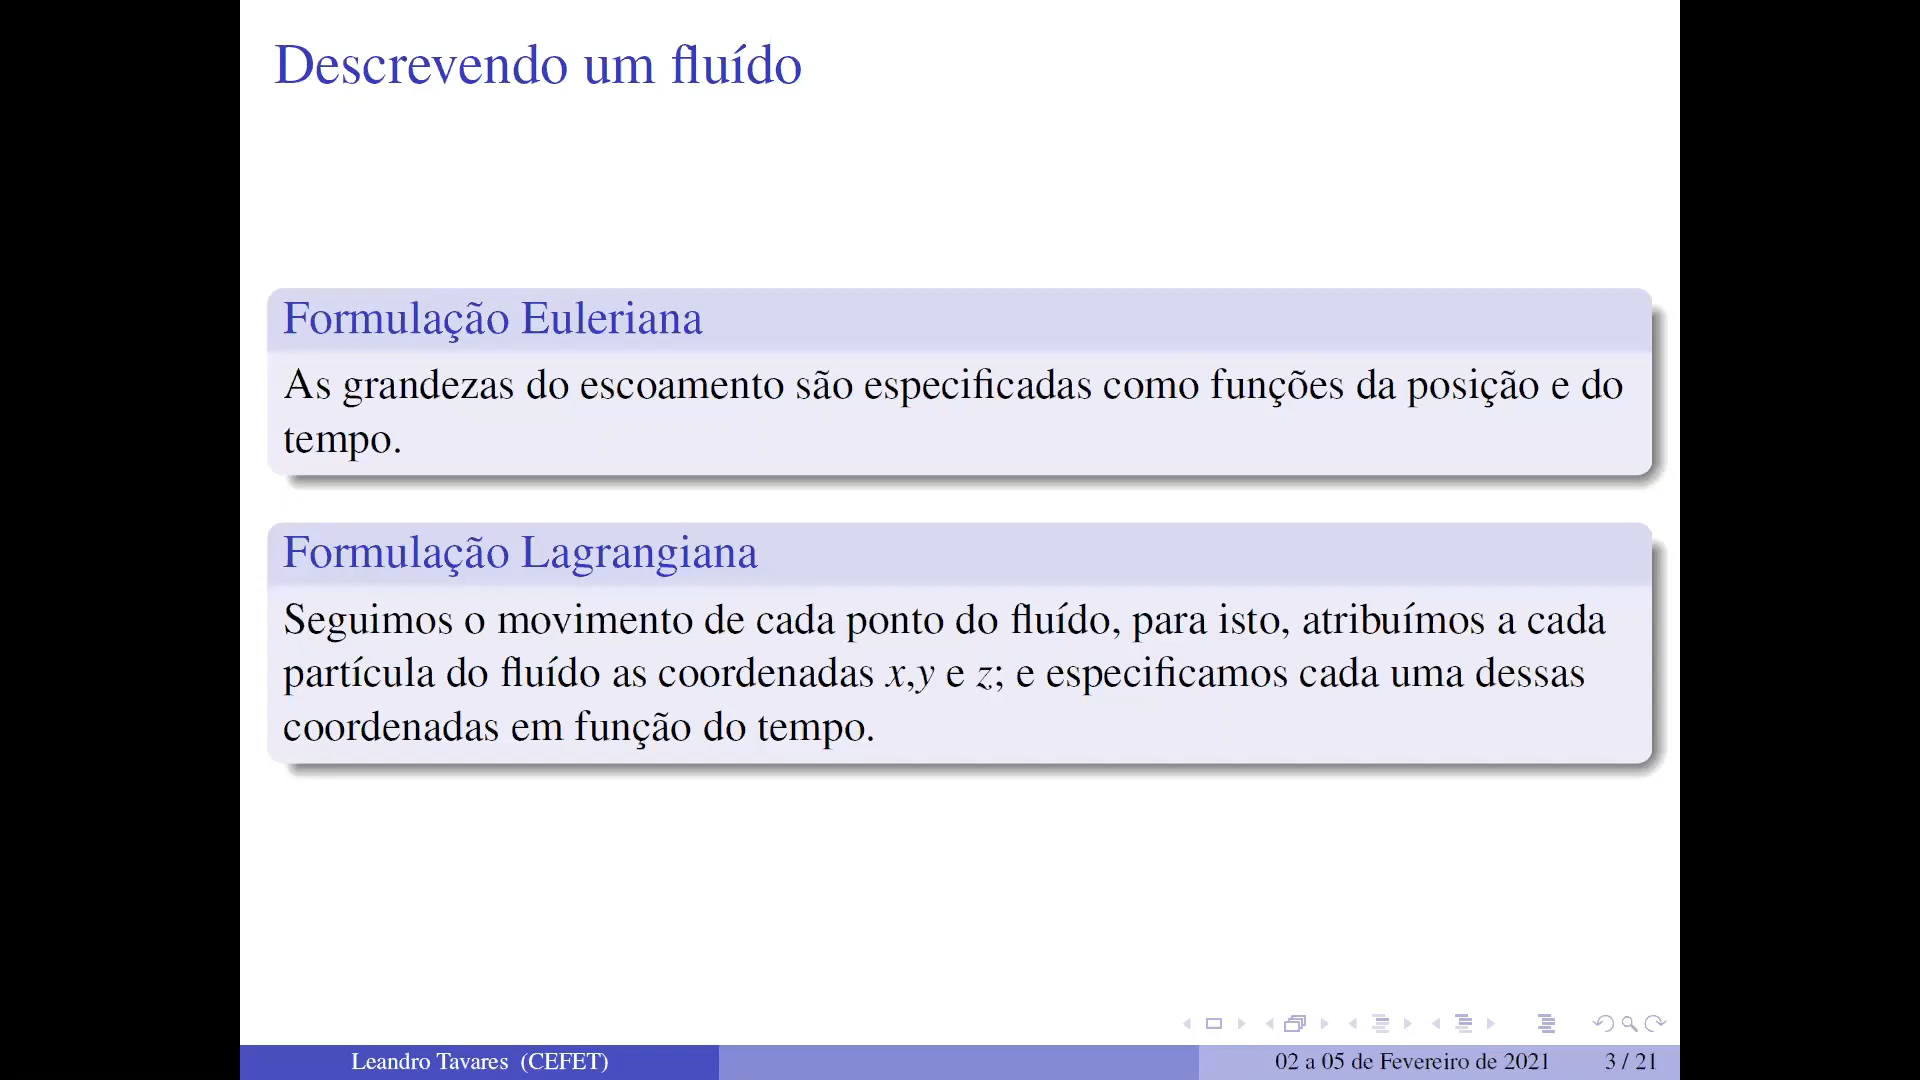 Descrevendo um fluído
Formulação Euleriana
As grandezas do escoamento são especificadas como funções da posição e do
tempo.
Formulação Lagrangiana
Seguimos o movimento de cada ponto do fluído, para isto, atribuímos a cada
partícula do fluído as coordenadas x,y e z; e especificamos cada uma dessas
coordenadas em função do tempo.
Leandro Tavares (CEFET) 02 a 05 de Fevereiro de 2021 3 / 21